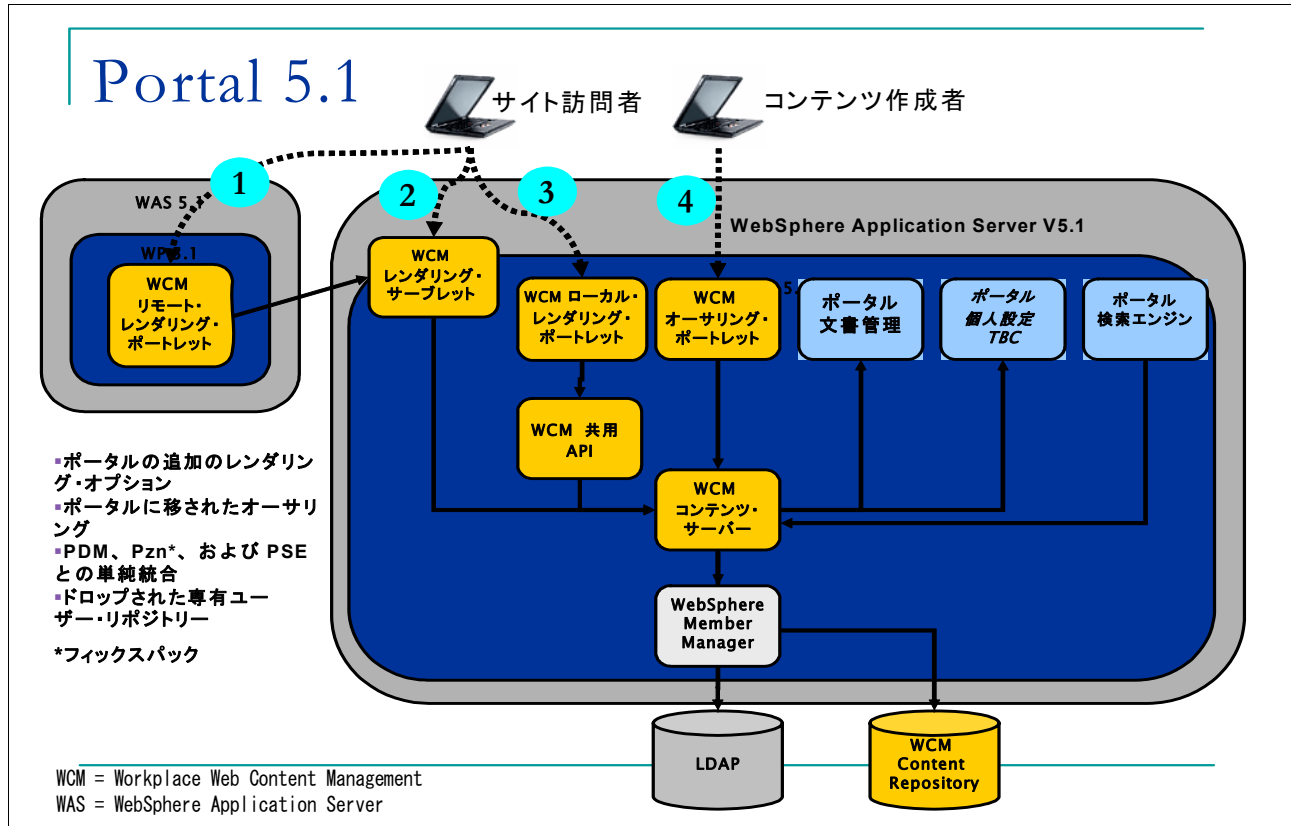 Portal 5.1
サイト訪問者
コンテンツ作成者
1
2
3
4
WAS 5.1
WebSphere Application Server V5.1
WCM
リモート・
レンダリング・
ポートレット
WCM
レンダリング・
サーブレット
WCM ローカル・
レンダリング・
ポートレット
WCM
オーサリング・
ポートレット
5.
ポータル
文書管理
ポータル
個人設定
TBC
ポータル
検索エンジン
WCM 共用
API
WCM
コンテンツ・
サーバー
WebSphere
Member
Manager
LDAP
WCM
Content
Repository
▪ポータルの追加のレンダリン
グ・オプション
▪ポータルに移されたオーサリ
ング
▪PDM、Pzn*、および PSE
との単純統合
▪ドロップされた専有ユー
ザー・リポジトリー
*フィックスパック
WCM = Workplace Web Content Management
WAS = WebSphere Application Server